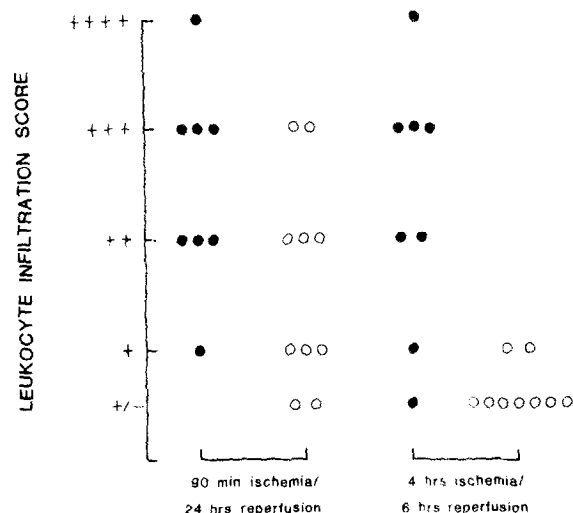 LEUKOCYTE INFILTRATION SCORE
++++
+++
++
+
+/-
90 min ischemia/
24 hrs reperfusion
4 hrs ischemia/
6 hrs reperfusion